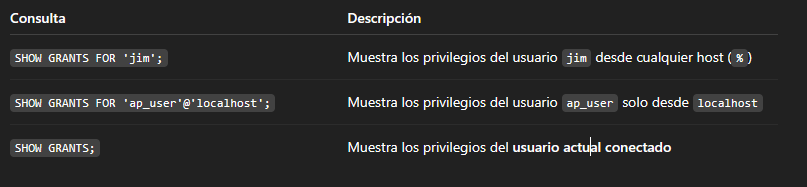 Consulta Descripción
SHOW GRANTS FOR 'jim'; Muestra los privilegios del usuario jim desde cualquier host (%)
SHOW GRANTS FOR 'ap_user'@'localhost'; Muestra los privilegios del usuario ap_user solo desde localhost
SHOW GRANTS; Muestra los privilegios del usuario actual conectado